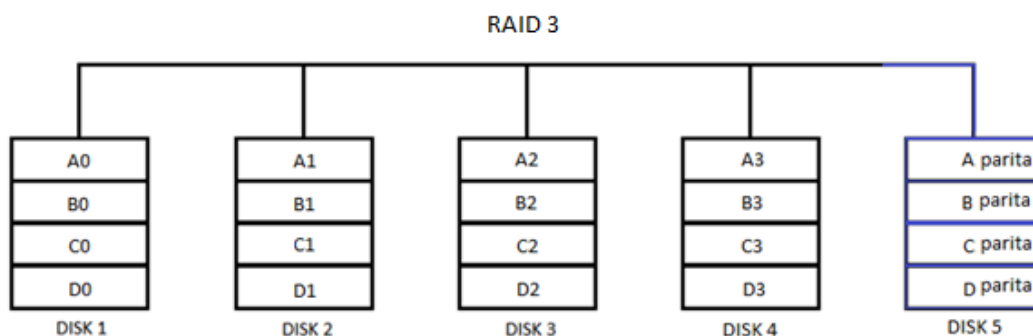 RAID 3
A0 A1 A2 A3 A parita
B0 B1 B2 B3 B parita
C0 C1 C2 C3 C parita
D0 D1 D2 D3 D parita
DISK 1 DISK 2 DISK 3 DISK 4 DISK 5